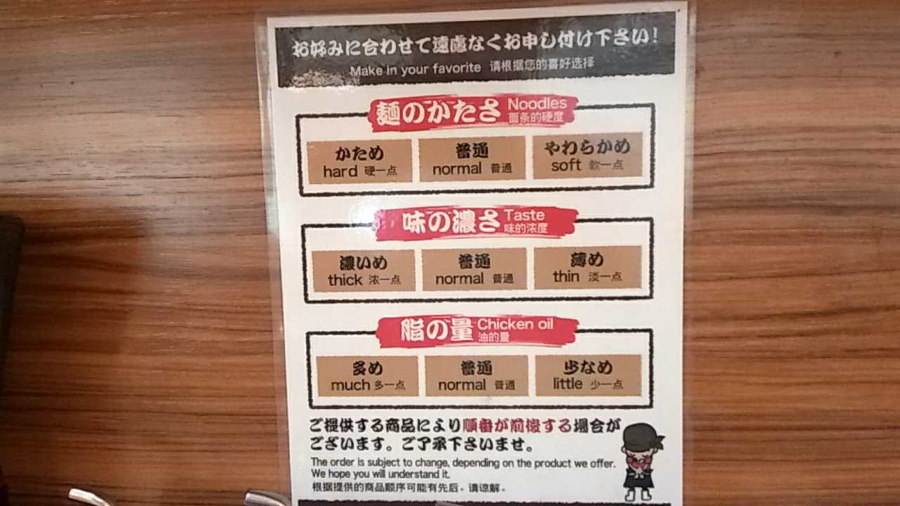 お好みに合わせて遠慮なくお申し付け下さい!
Make in your favorite 请根据您的喜好选择
麺のかたさ Noodles 面条的硬度
かため 普通 やわらかめ
hard 硬一点 normal 普通 soft 軟一点
味の濃さ Taste 味的浓度
濃いめ 普通 薄め
thick 浓一点 normal 普通 thin 淡一点
脂の量 Chicken oil 油的量
多め 普通 少なめ
much 多一点 normal 普通 little 少一点
ご提供する商品により順番が前後する場合が
ございます。ご了承下さいませ。
The order is subject to change, depending on the product we offer.
We hope you will understand it.
根据提供的商品顺序可能有先后。请谅解。